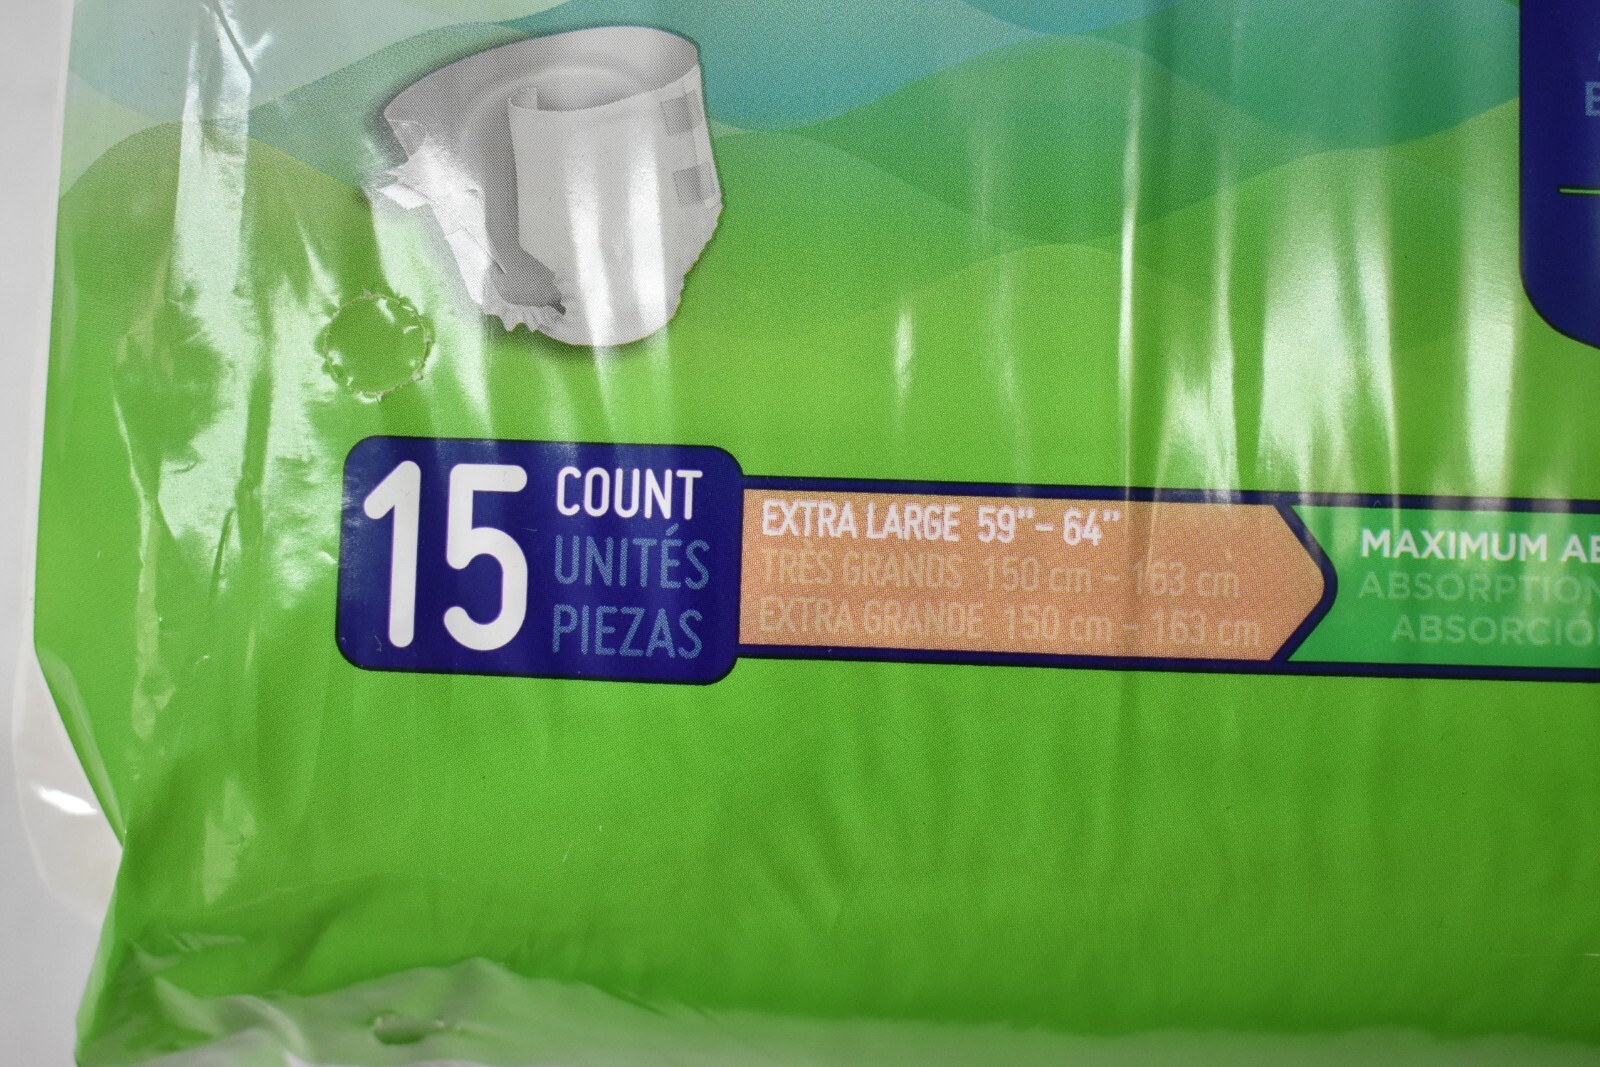 15
COUNT
UNITÉS
PIEZAS
EXTRA LARGE 59"- 64"
TRÈS GRANDS 150 cm - 163 cm
EXTRA GRANDE 150 cm - 163 cm
MAXIMUM